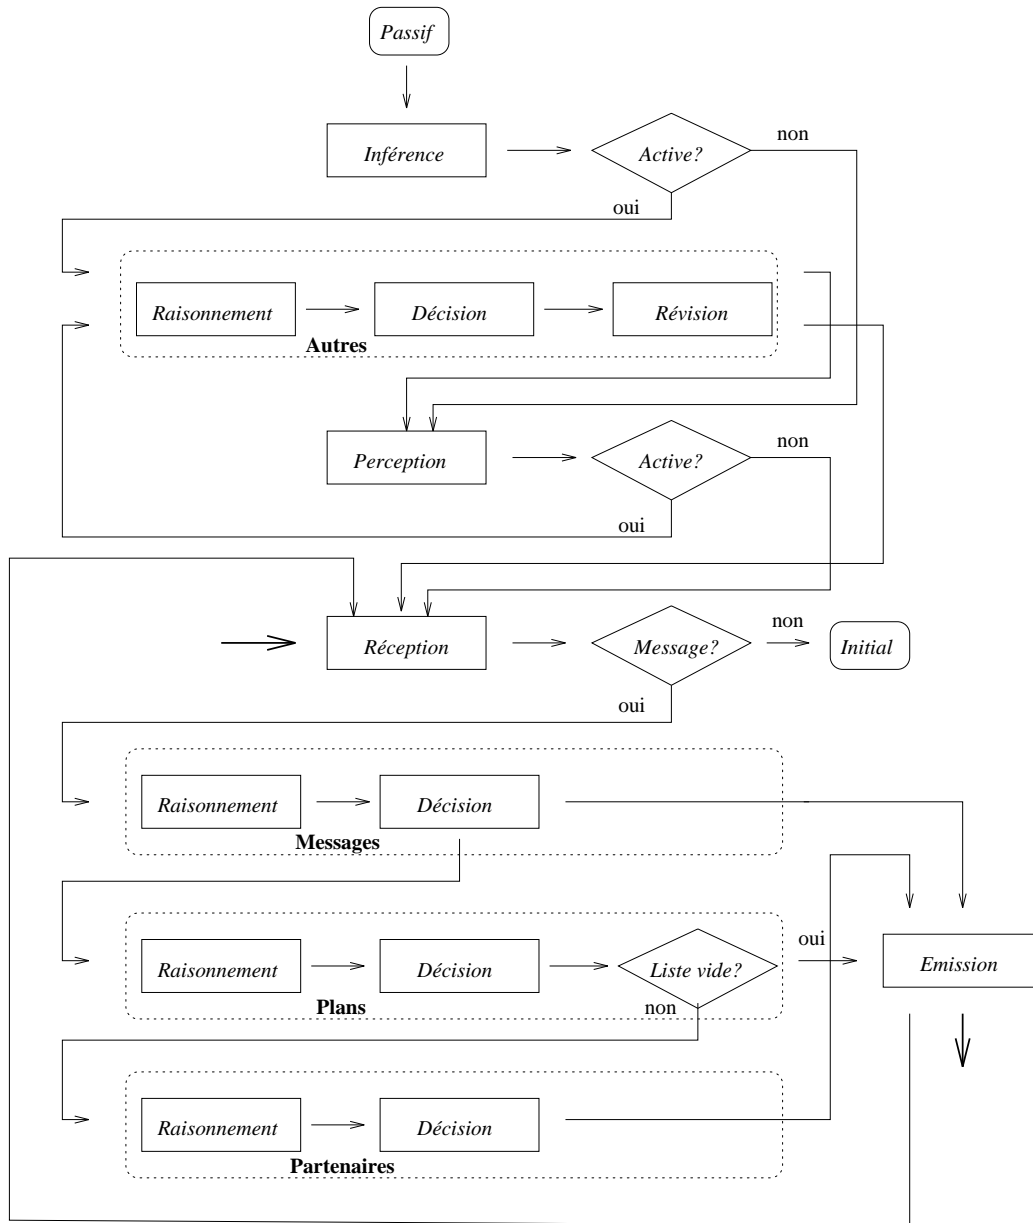 Passif
Inférence
Active?
non
oui
Raisonnement
Décision
Révision
Autres
Perception
Active?
non
oui
Réception
Message?
non
Initial
oui
Raisonnement
Décision
Messages
Raisonnement
Décision
Liste vide?
oui
Emission
Plans
non
Raisonnement
Décision
Partenaires